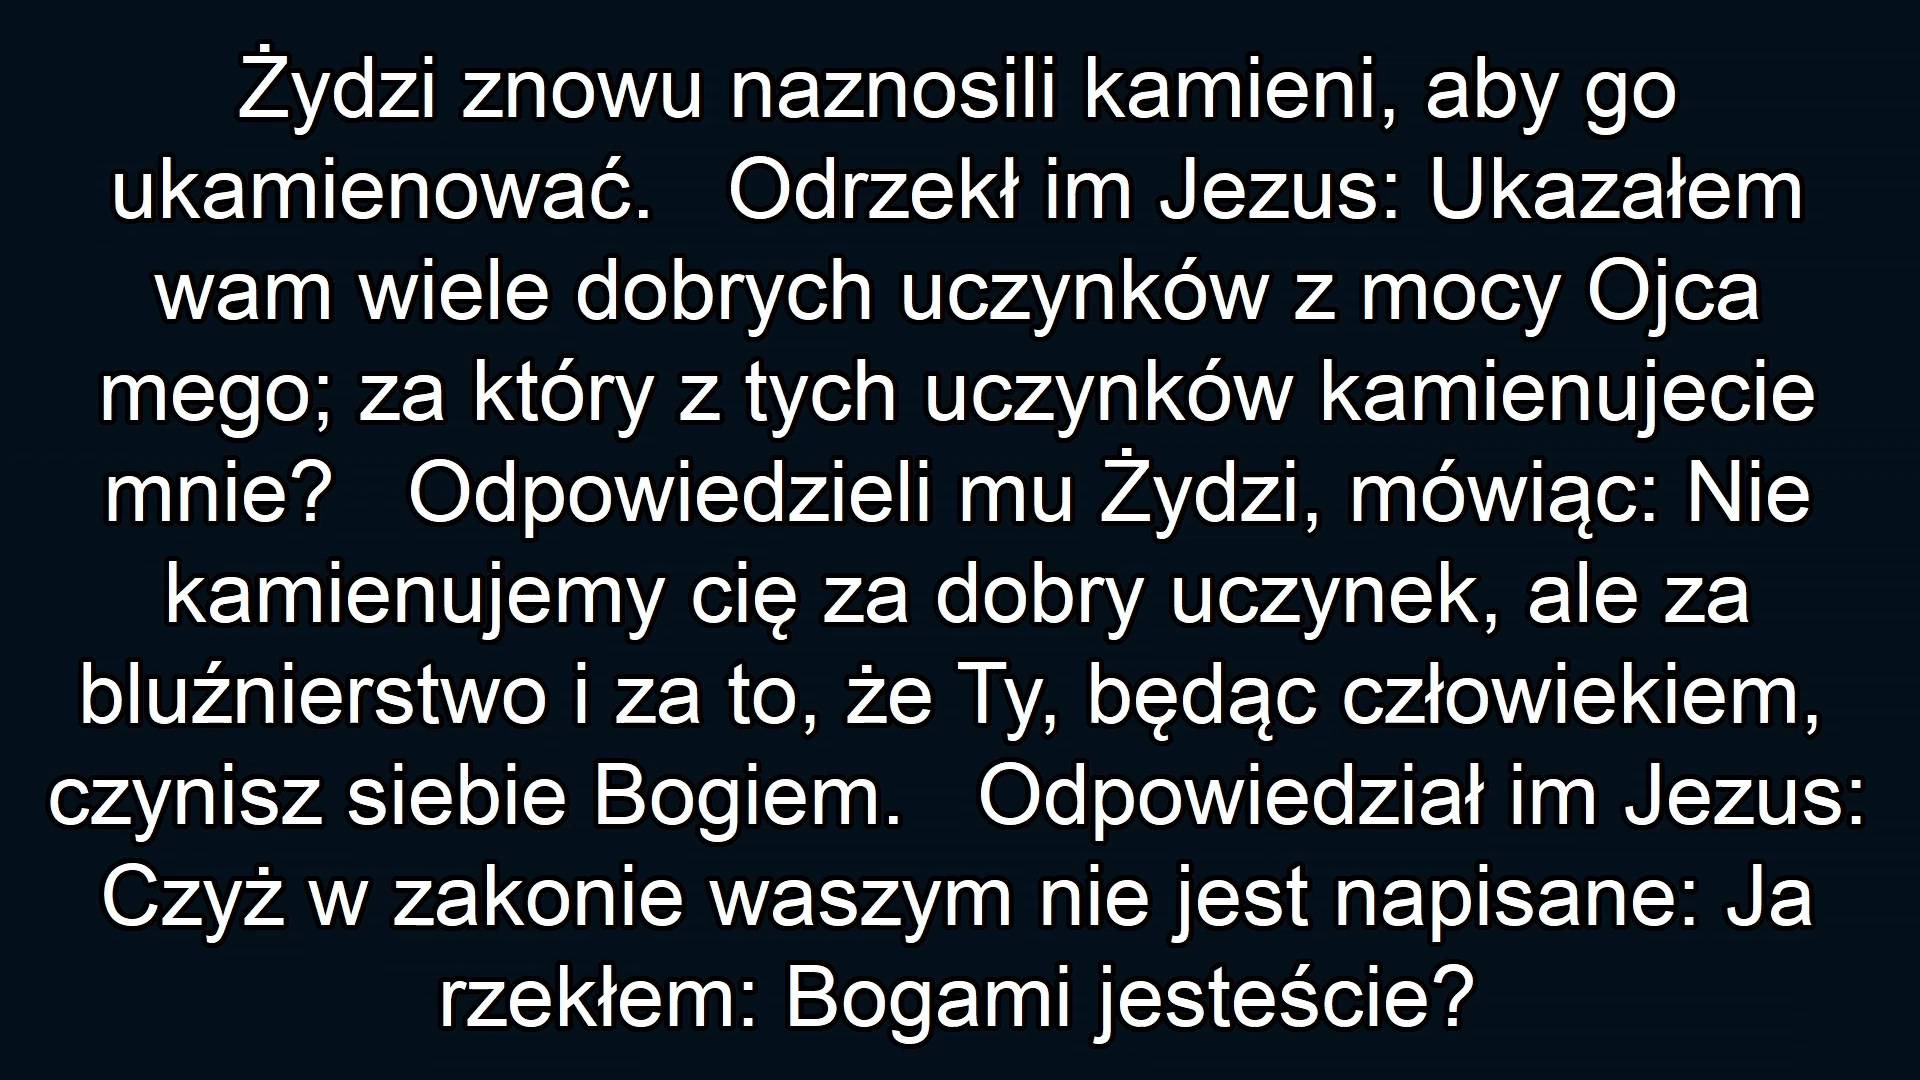 Żydzi znowu naznosili kamieni, aby go
ukamienować.   Odrzekł im Jezus: Ukazałem
wam wiele dobrych uczynków z mocy Ojca
mego; za który z tych uczynków kamienujecie
mnie?   Odpowiedzieli mu Żydzi, mówiąc: Nie
kamienujemy cię za dobry uczynek, ale za
bluźnierstwo i za to, że Ty, będąc człowiekiem,
czynisz siebie Bogiem.   Odpowiedział im Jezus:
Czyż w zakonie waszym nie jest napisane: Ja
rzekłem: Bogami jesteście?